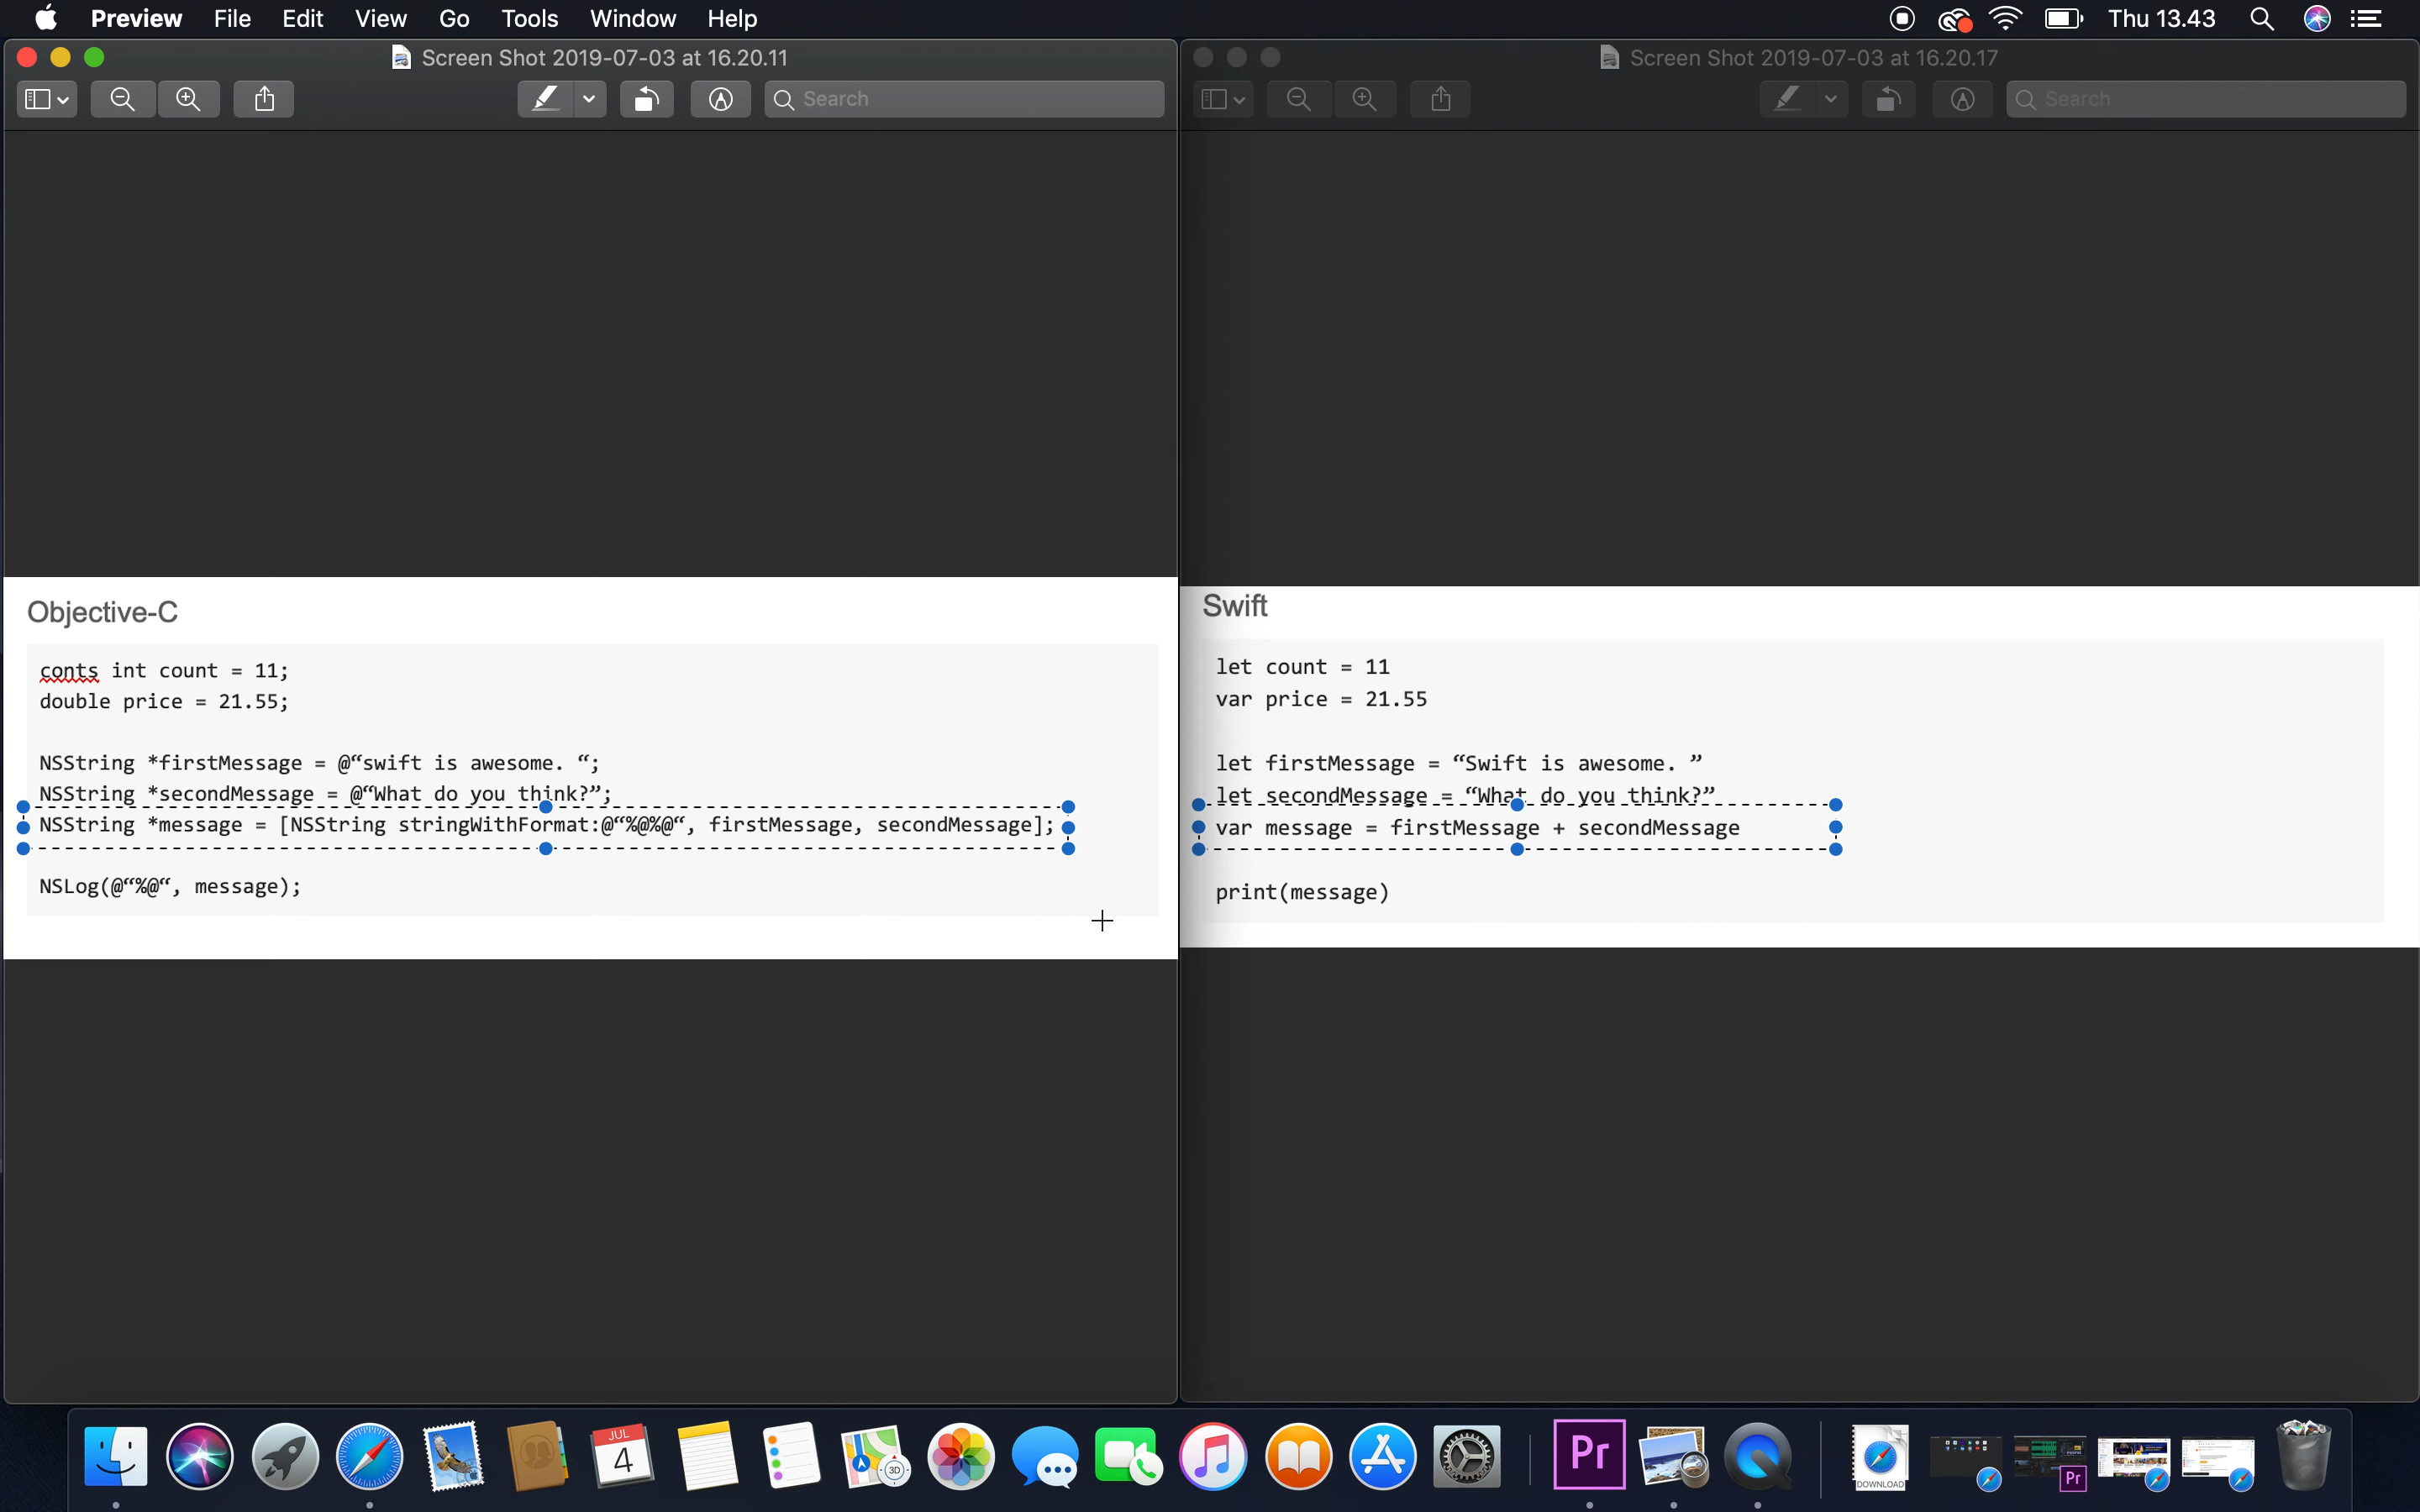 Preview File Edit View Go Tools Window Help
Thu 13.43
Screen Shot 2019-07-03 at 16.20.11
Search
Objective-C
conts int count = 11;
double price = 21.55;
NSString *firstMessage = @“swift is awesome. “;
NSString *secondMessage = @“What do you think?”;
NSString *message = [NSString stringWithFormat:@“%@%@“, firstMessage, secondMessage];
NSLog(@“%@“, message);
Screen Shot 2019-07-03 at 16.20.17
Search
Swift
let count = 11
var price = 21.55
let firstMessage = “Swift is awesome. ”
let secondMessage = “What do you think?”
var message = firstMessage + secondMessage
print(message)
JUL
4
3D
Pr
DOWNLOAD
Pr